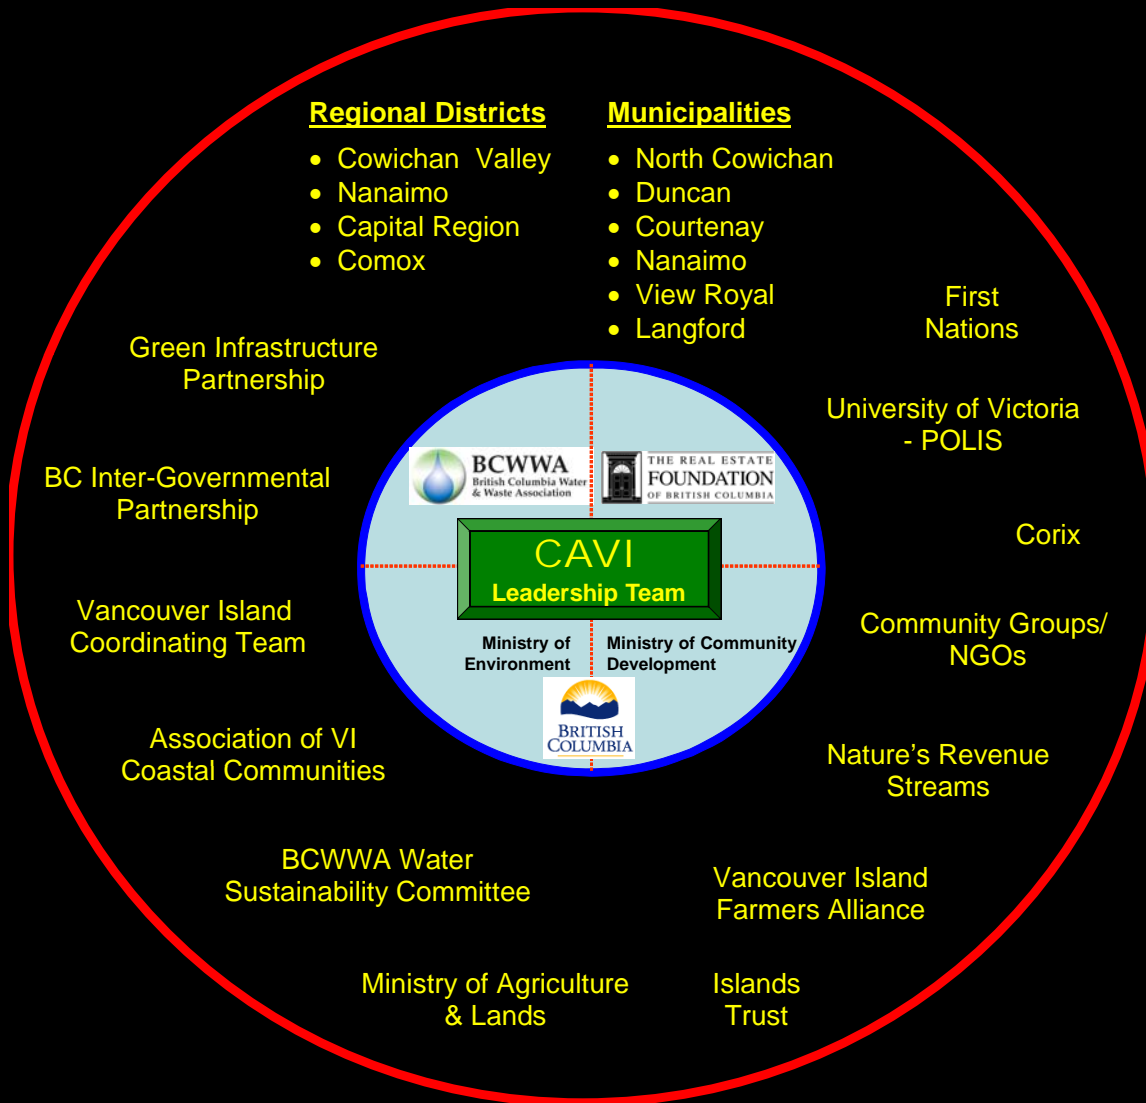 Regional Districts
• Cowichan Valley
• Nanaimo
• Capital Region
• Comox
Municipalities
• North Cowichan
• Duncan
• Courtenay
• Nanaimo
• View Royal
• Langford
First
Nations
Green Infrastructure
Partnership
University of Victoria
- POLIS
BC Inter-Governmental
Partnership
BCWWA
British Columbia Water
& Waste Association
THE REAL ESTATE
FOUNDATION
OF BRITISH COLUMBIA
CAVI
Leadership Team
Corix
Vancouver Island
Coordinating Team
Ministry of
Environment
Ministry of Community
Development
Community Groups/
NGOs
BRITISH
COLUMBIA
Association of VI
Coastal Communities
Nature’s Revenue
Streams
BCWWA Water
Sustainability Committee
Vancouver Island
Farmers Alliance
Ministry of Agriculture
& Lands
Islands
Trust